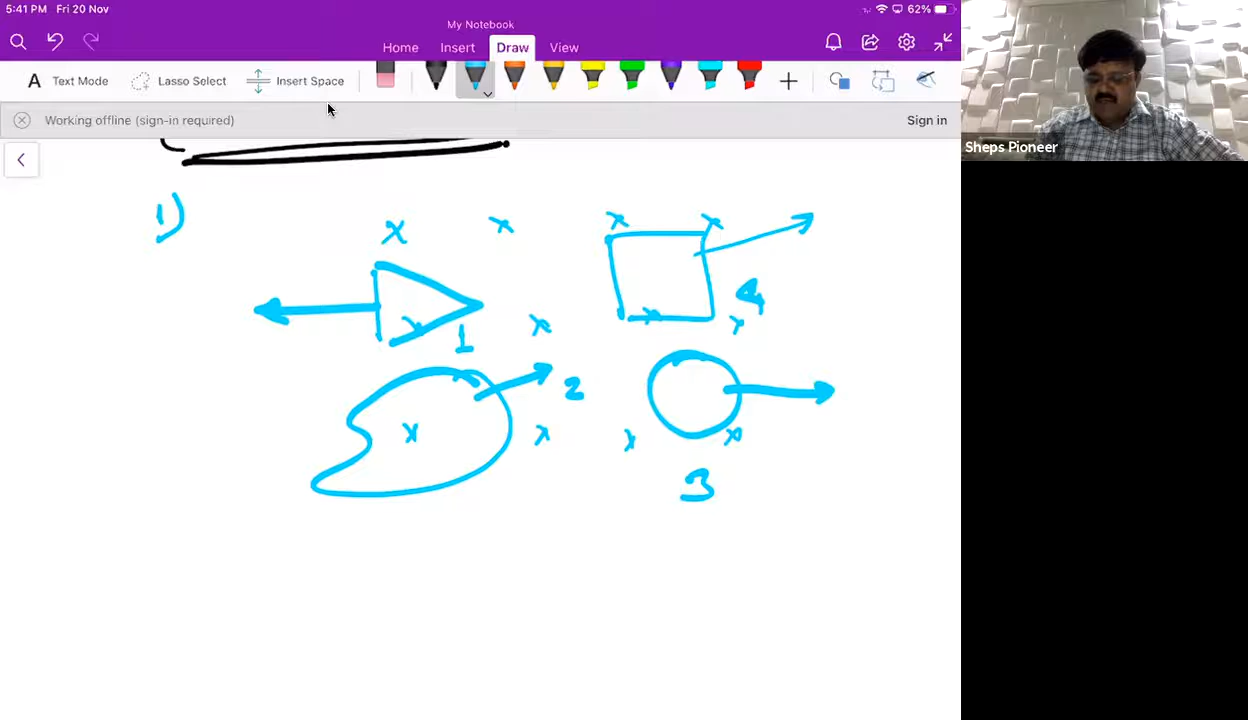 5:41 PM Fri 20 Nov
62%
My Notebook
Home Insert Draw View
A Text Mode Lasso Select Insert Space
Working offline (sign-in required) Sign in
Sheps Pioneer
1)
x x x x
4
x 1 x x
2
x x x x
3